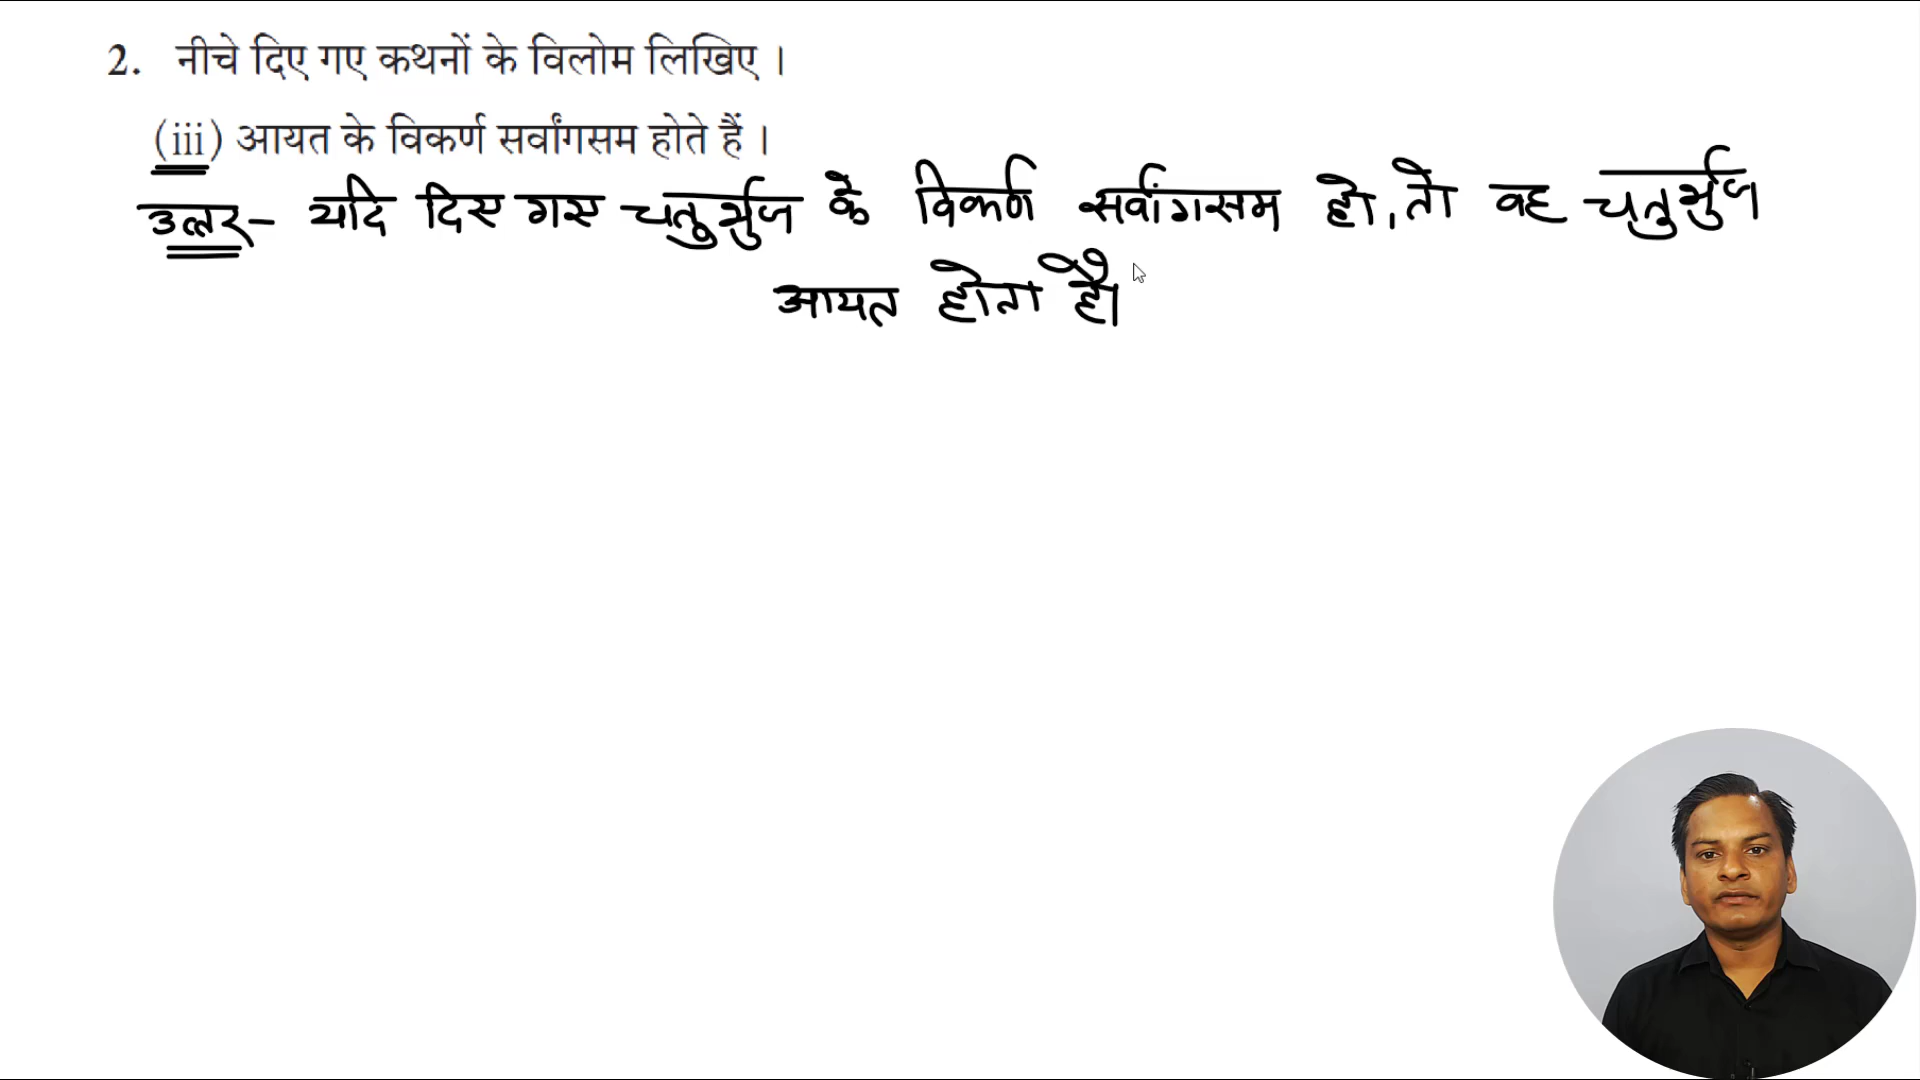 2. नीचे दिए गए कथनों के विलोम लिखिए ।
(iii) आयत के विकर्ण सर्वांगसम होते हैं ।
उत्तर - यदि दिए गए चतुर्भुज के विकर्ण सर्वांगसम हो, तो वह चतुर्भुज
आयत होता है।